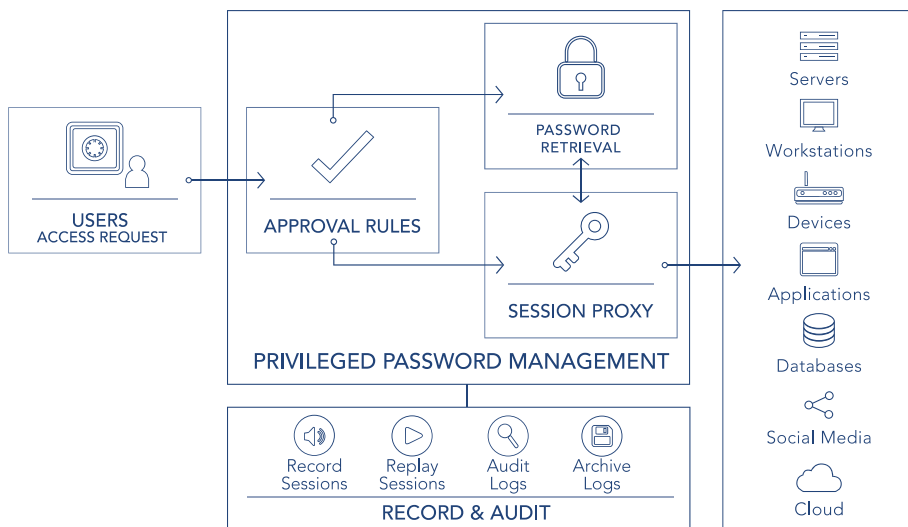 USERS
ACCESS REQUEST
APPROVAL RULES
PASSWORD
RETRIEVAL
SESSION PROXY
PRIVILEGED PASSWORD MANAGEMENT
Record
Sessions
Replay
Sessions
Audit
Logs
Archive
Logs
RECORD & AUDIT
Servers
Workstations
Devices
Applications
Databases
Social Media
Cloud